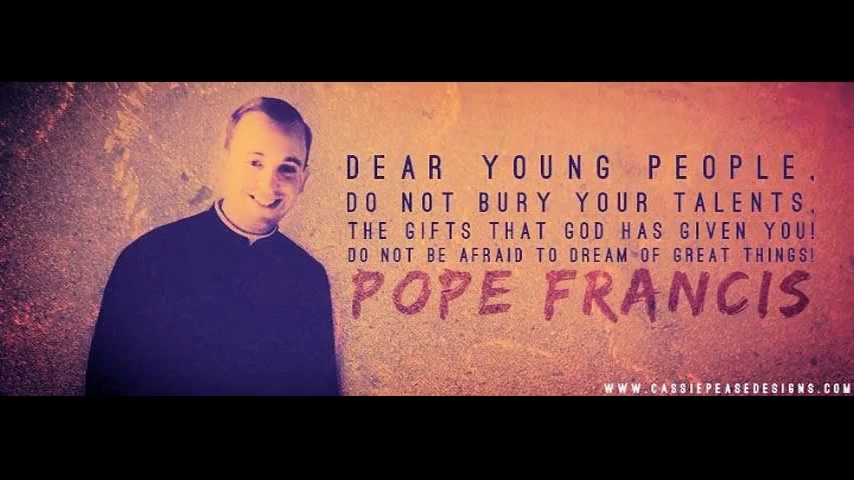 DEAR YOUNG PEOPLE,
DO NOT BURY YOUR TALENTS,
THE GIFTS THAT GOD HAS GIVEN YOU!
DO NOT BE AFRAID TO DREAM OF GREAT THINGS!
POPE FRANCIS
WWW.CASSIEPEASEDESIGNS.COM